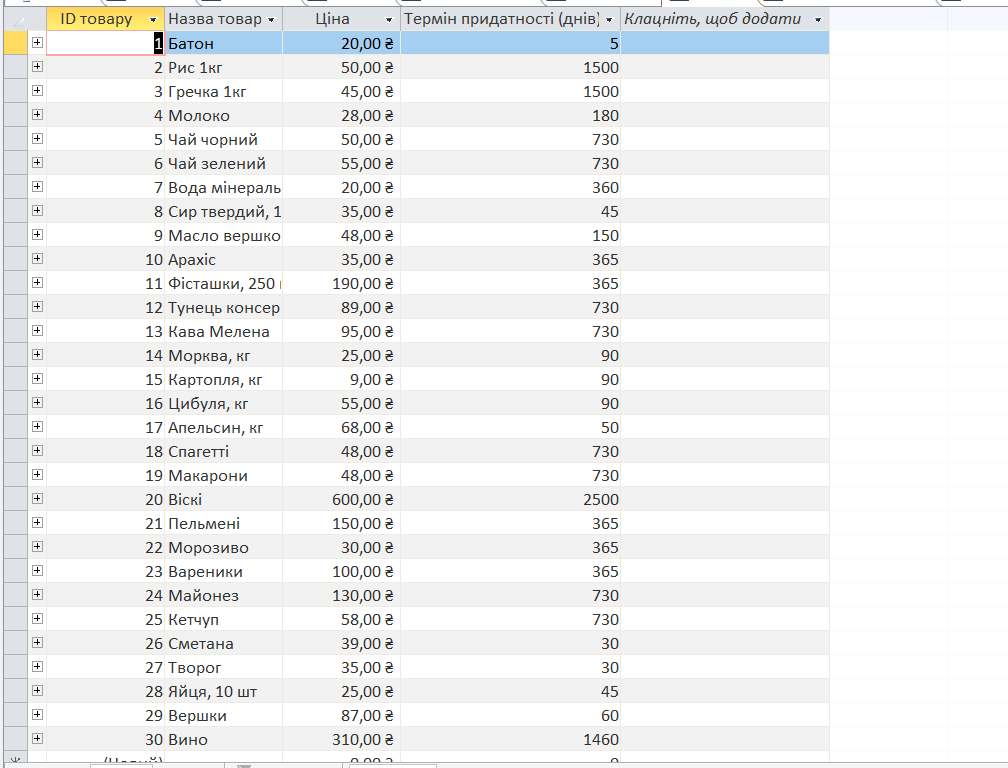 ID товару Назва товар Ціна Термін придатності (днів) Клацніть, щоб додати
1 Батон 20,00 ₴ 5
2 Рис 1кг 50,00 ₴ 1500
3 Гречка 1кг 45,00 ₴ 1500
4 Молоко 28,00 ₴ 180
5 Чай чорний 50,00 ₴ 730
6 Чай зелений 55,00 ₴ 730
7 Вода мінераль 20,00 ₴ 360
8 Сир твердий, 1 35,00 ₴ 45
9 Масло вершко 48,00 ₴ 150
10 Арахіс 35,00 ₴ 365
11 Фісташки, 250 190,00 ₴ 365
12 Тунець консер 89,00 ₴ 730
13 Кава Мелена 95,00 ₴ 730
14 Морква, кг 25,00 ₴ 90
15 Картопля, кг 9,00 ₴ 90
16 Цибуля, кг 55,00 ₴ 90
17 Апельсин, кг 68,00 ₴ 50
18 Спагетті 48,00 ₴ 730
19 Макарони 48,00 ₴ 730
20 Віскі 600,00 ₴ 2500
21 Пельмені 150,00 ₴ 365
22 Морозиво 30,00 ₴ 365
23 Вареники 100,00 ₴ 365
24 Майонез 130,00 ₴ 730
25 Кетчуп 58,00 ₴ 730
26 Сметана 39,00 ₴ 30
27 Творог 35,00 ₴ 30
28 Яйця, 10 шт 25,00 ₴ 45
29 Вершки 87,00 ₴ 60
30 Вино 310,00 ₴ 1460